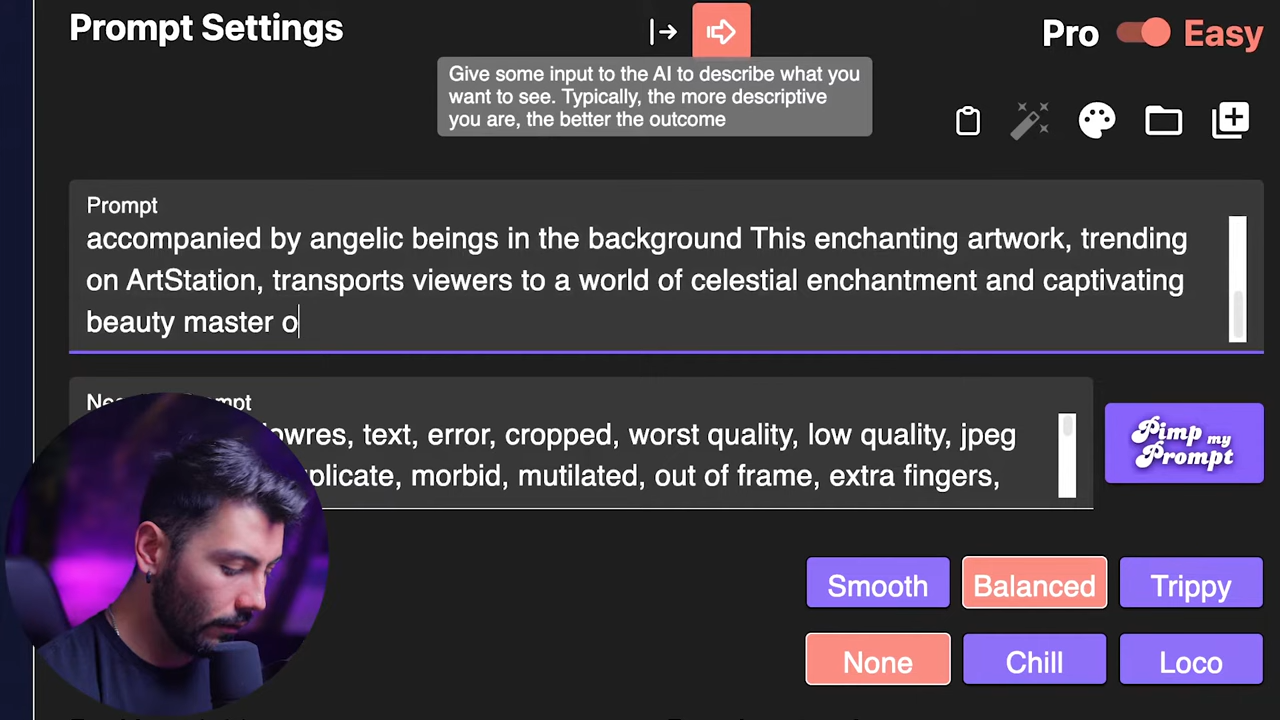 Prompt Settings
Pro Easy
Give some input to the AI to describe what you
want to see. Typically, the more descriptive
you are, the better the outcome
Prompt
accompanied by angelic beings in the background This enchanting artwork, trending
on ArtStation, transports viewers to a world of celestial enchantment and captivating
beauty master o
lowres, text, error, cropped, worst quality, low quality, jpeg
morbid, mutilated, out of frame, extra fingers,
Pimp my
Prompt
Smooth Balanced Trippy
None Chill Loco